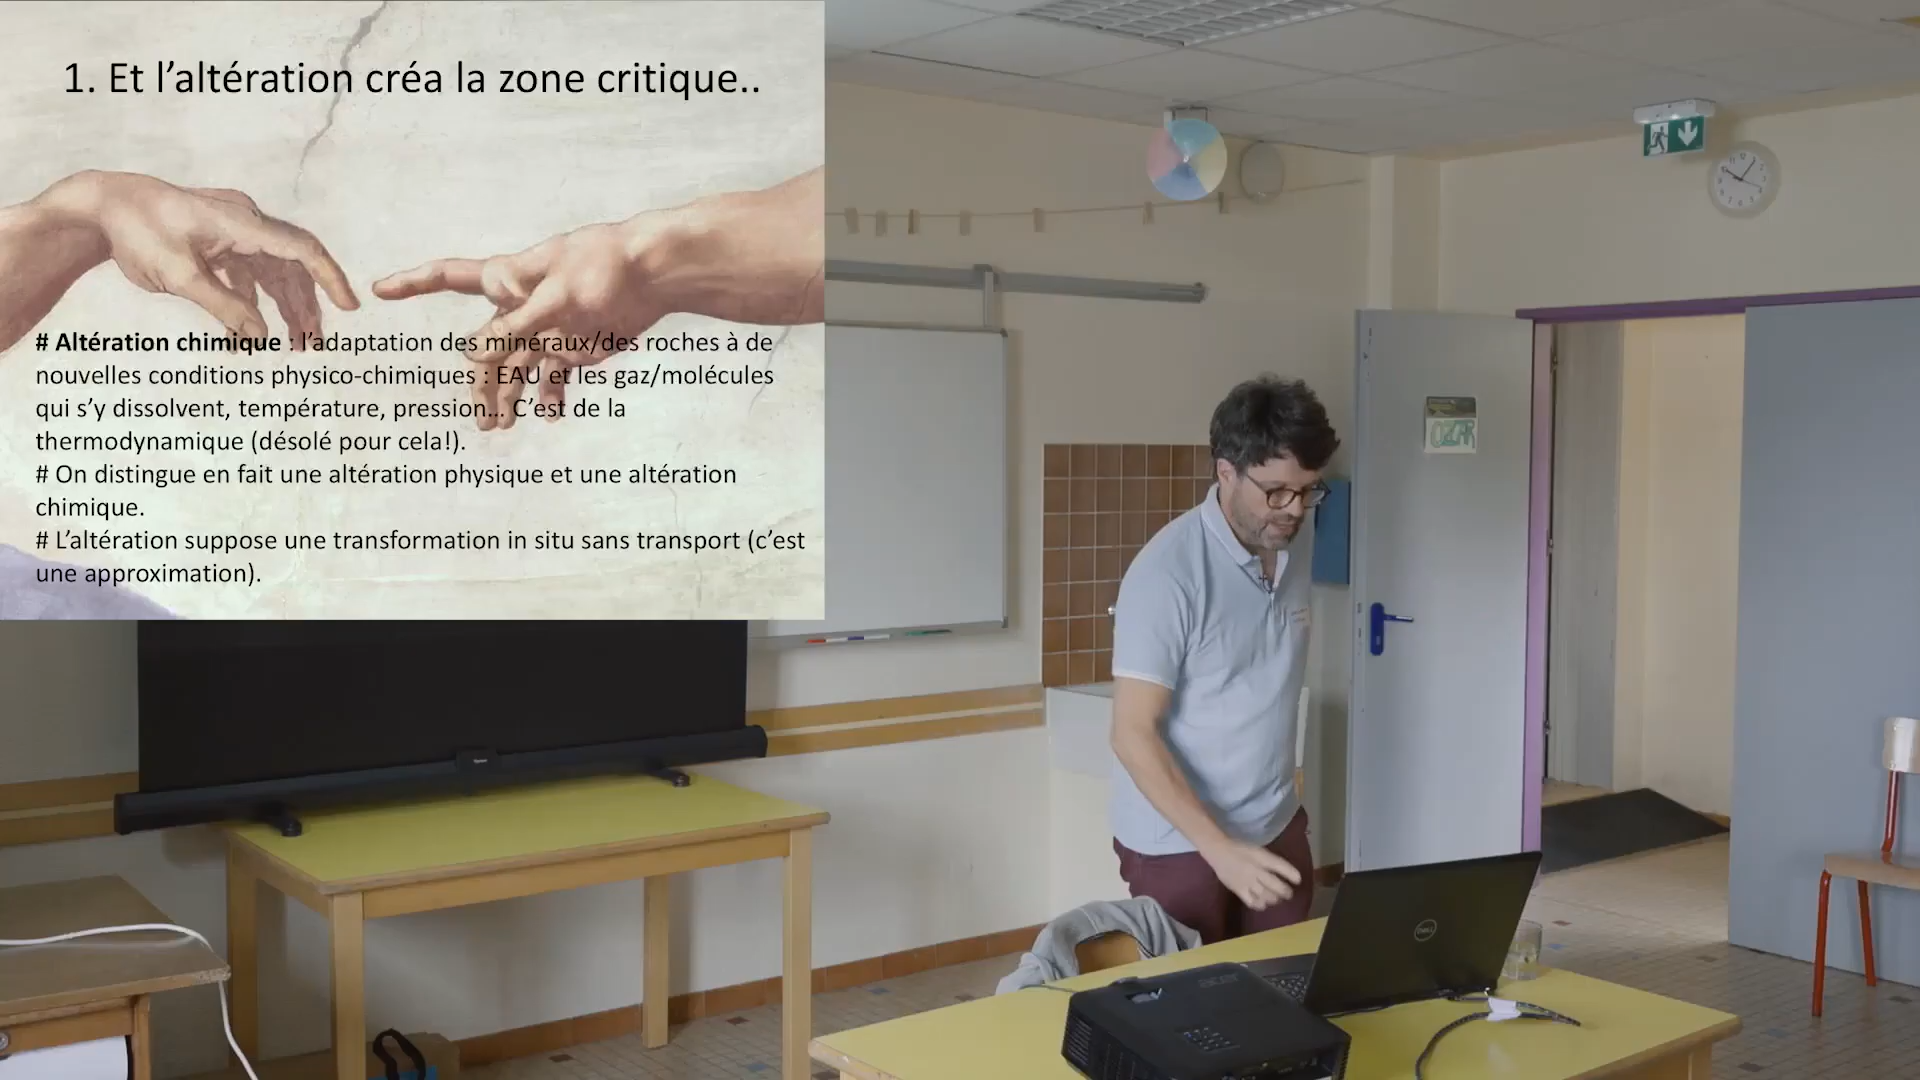 1. Et l’altération créa la zone critique..
# Altération chimique : l’adaptation des minéraux/des roches à de
nouvelles conditions physico-chimiques : EAU et les gaz/molécules
qui s’y dissolvent, température, pression… C’est de la
thermodynamique (désolé pour cela!).
# On distingue en fait une altération physique et une altération
chimique.
# L’altération suppose une transformation in situ sans transport (c’est
une approximation).
DELL
acer